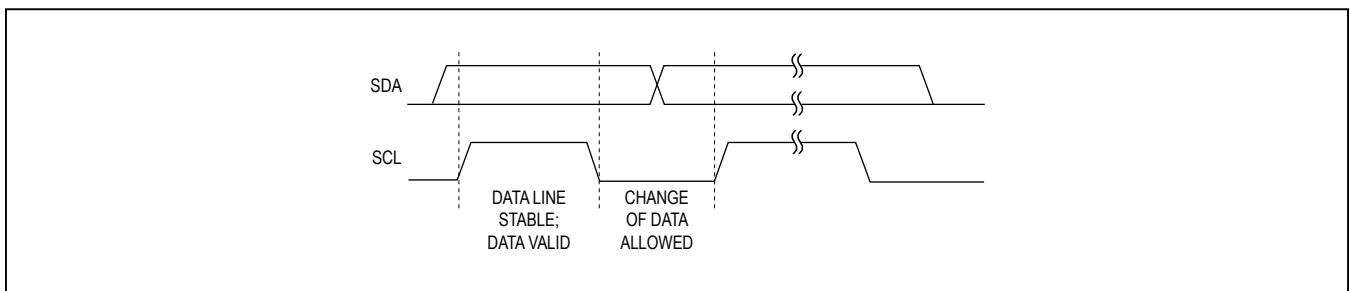 SDA
SCL
DATA LINE
STABLE;
DATA VALID
CHANGE
OF DATA
ALLOWED